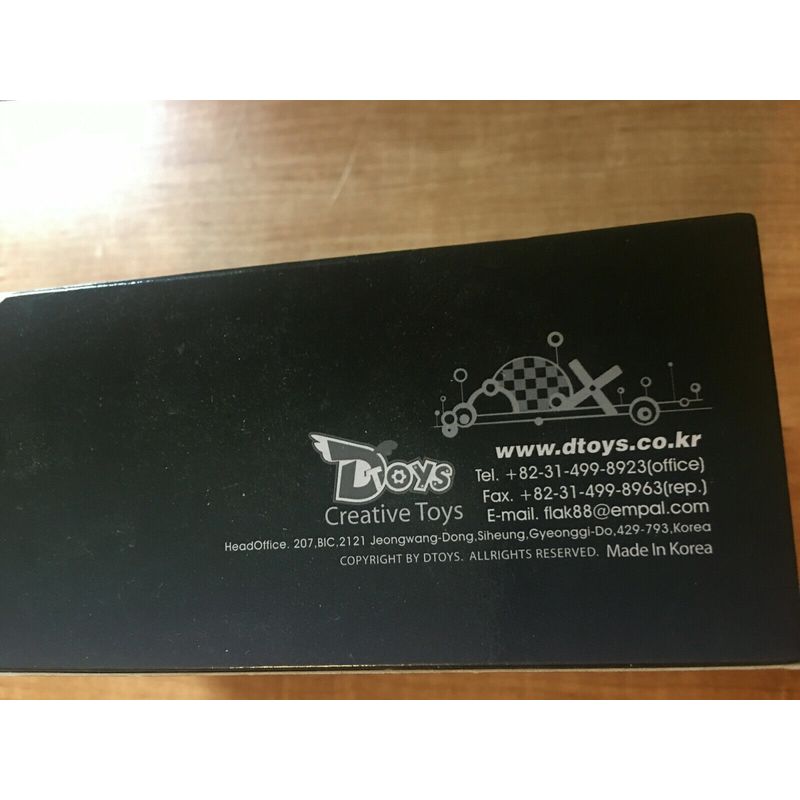 www.dtoys.co.kr
DTOYS
Creative Toys
Tel. +82-31-499-8923(office)
Fax. +82-31-499-8963(rep.)
E-mail. flak88@empal.com
HeadOffice. 207,BIC,2121 Jeongwang-Dong,Siheung,Gyeonggi-Do,429-793,Korea
COPYRIGHT BY DTOYS. ALLRIGHTS RESERVED. Made In Korea